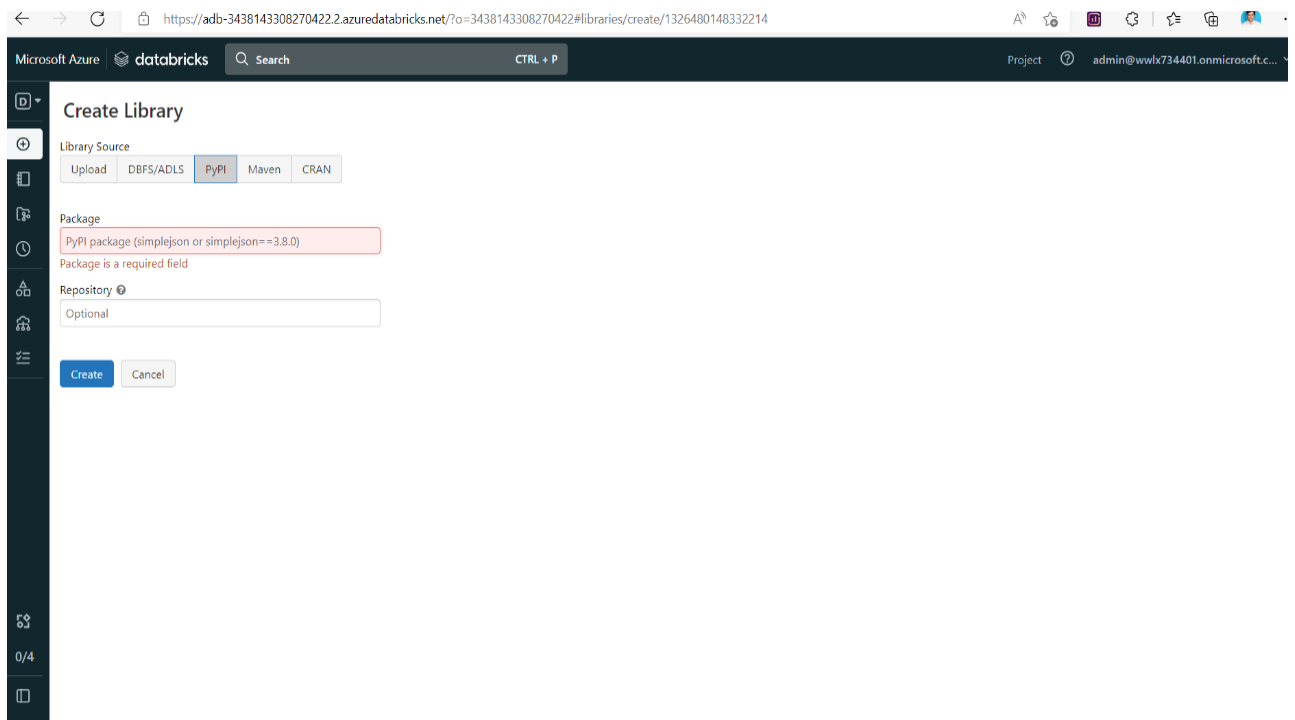 https://adb-3438143308270422.2.azuredatabricks.net/?o=3438143308270422#libraries/create/1326480148332214
Microsoft Azure databricks Search CTRL + P Project admin@wwlx734401.onmicrosoft.c...
Create Library
Library Source
Upload DBFS/ADLS PyPI Maven CRAN
Package
PyPI package (simplejson or simplejson==3.8.0)
Package is a required field
Repository
Optional
Create Cancel
0/4